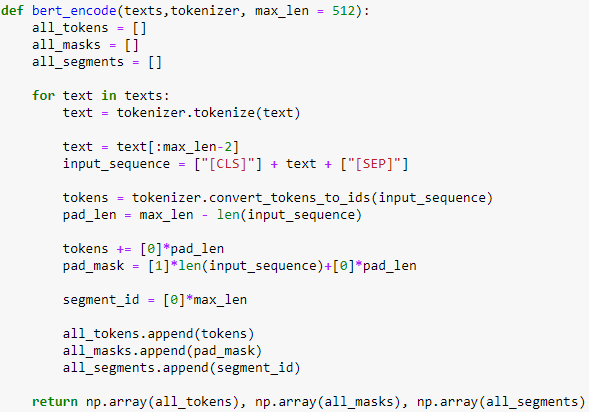 def bert_encode(texts,tokenizer, max_len = 512):
    all_tokens = []
    all_masks = []
    all_segments = []

    for text in texts:
        text = tokenizer.tokenize(text)

        text = text[:max_len-2]
        input_sequence = ["[CLS]"] + text + ["[SEP]"]

        tokens = tokenizer.convert_tokens_to_ids(input_sequence)
        pad_len = max_len - len(input_sequence)

        tokens += [0]*pad_len
        pad_mask = [1]*len(input_sequence)+[0]*pad_len

        segment_id = [0]*max_len

        all_tokens.append(tokens)
        all_masks.append(pad_mask)
        all_segments.append(segment_id)

    return np.array(all_tokens), np.array(all_masks), np.array(all_segments)